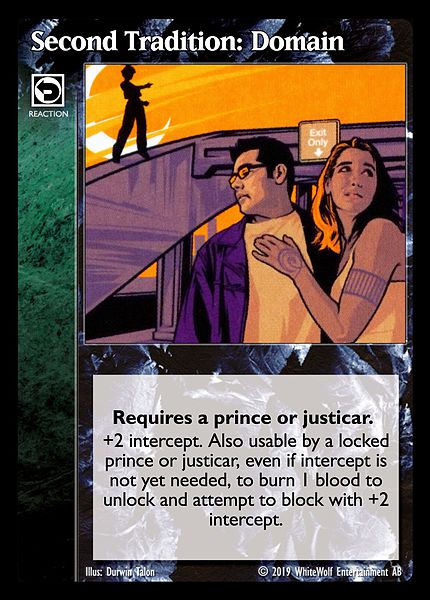 Second Tradition: Domain
REACTION
Exit
Only
Requires a prince or justicar.
+2 intercept. Also usable by a locked
prince or justicar, even if intercept is
not yet needed, to burn 1 blood to
unlock and attempt to block with +2
intercept.
Illus: Durwin Talon
© 2019 WhiteWolf Entertainment AB